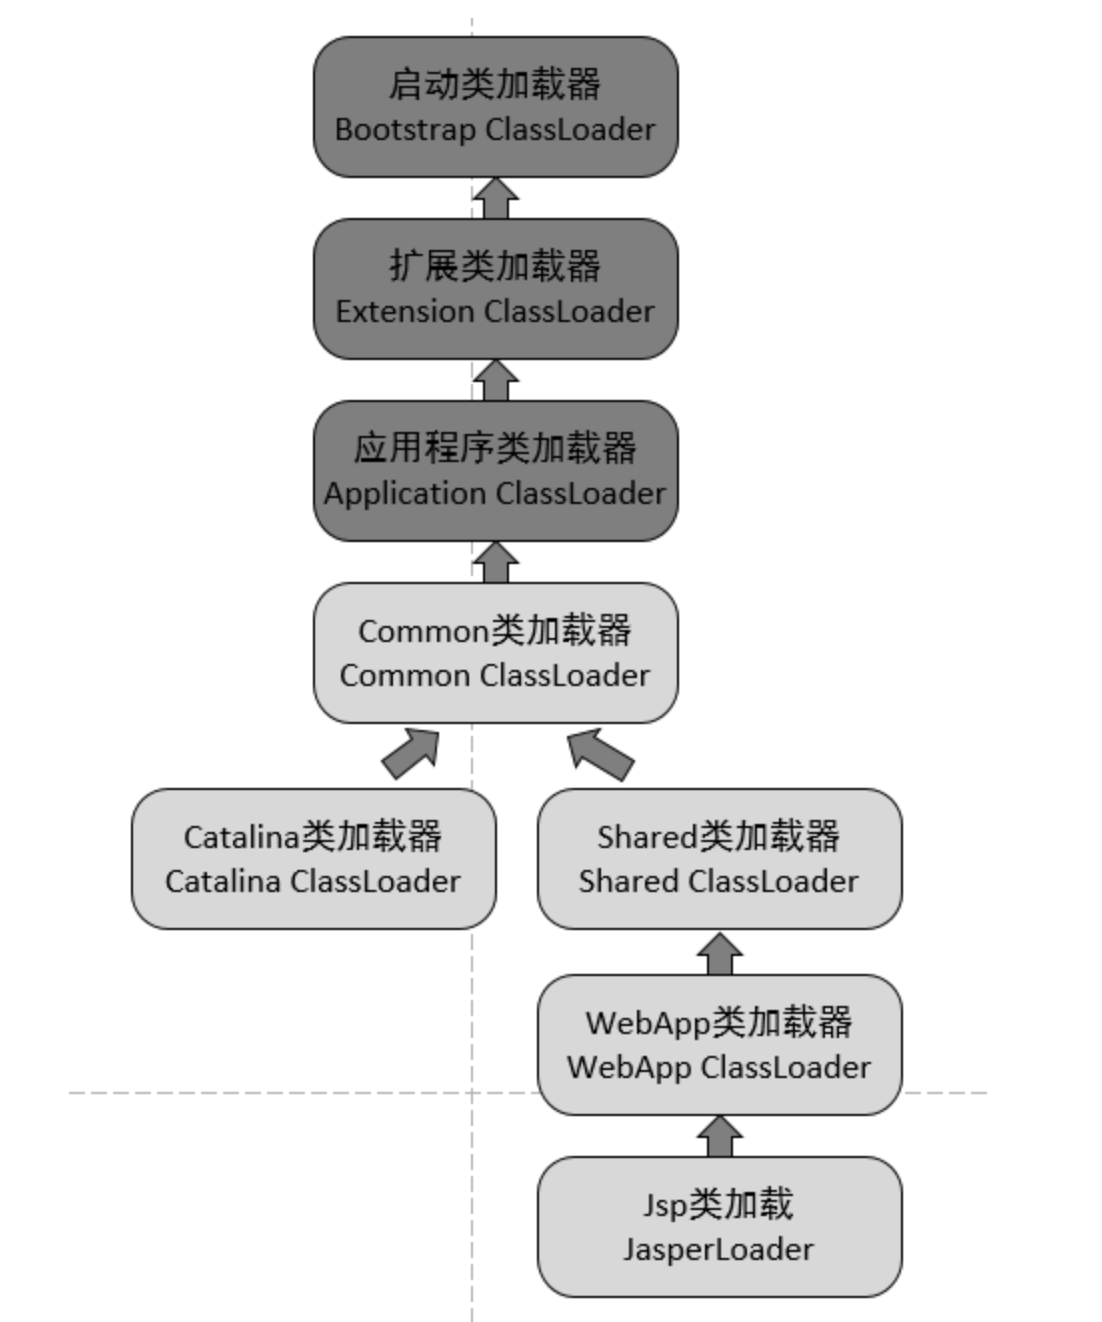 启动类加载器
Bootstrap ClassLoader
扩展类加载器
Extension ClassLoader
应用程序类加载器
Application ClassLoader
Common类加载器
Common ClassLoader
Catalina类加载器
Catalina ClassLoader
Shared类加载器
Shared ClassLoader
WebApp类加载器
WebApp ClassLoader
Jsp类加载
JasperLoader